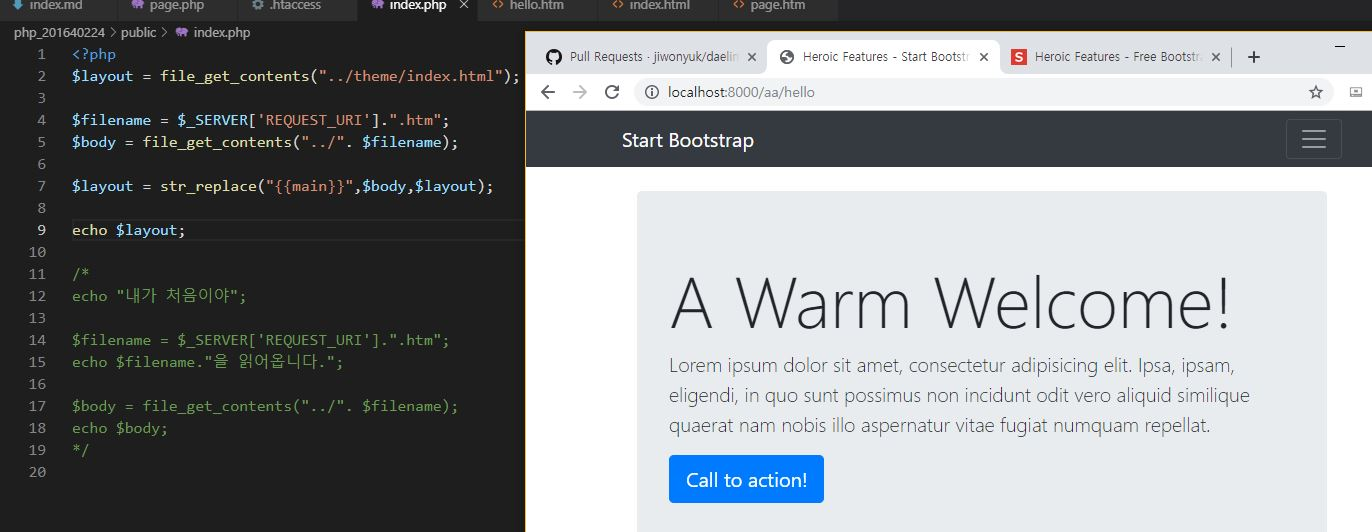 index.md
page.php
.htaccess
index.php
hello.htm
index.html
page.htm
php_201640224 > public > index.php
1 <?php
2 $layout = file_get_contents("../theme/index.html");
3
4 $filename = $_SERVER['REQUEST_URI'].".htm";
5 $body = file_get_contents("../". $filename);
6
7 $layout = str_replace("{{main}}",$body,$layout);
8
9 echo $layout;
10
11 /*
12 echo "내가 처음이야";
13
14 $filename = $_SERVER['REQUEST_URI'].".htm";
15 echo $filename."을 읽어옵니다.";
16
17 $body = file_get_contents("../". $filename);
18 echo $body;
19 */
20
Pull Requests · jiwonyuk/daelin
Heroic Features - Start Bootstr
Heroic Features - Free Bootstra
localhost:8000/aa/hello
Start Bootstrap
A Warm Welcome!
Lorem ipsum dolor sit amet, consectetur adipisicing elit. Ipsa, ipsam,
eligendi, in quo sunt possimus non incidunt odit vero aliquid similique
quaerat nam nobis illo aspernatur vitae fugiat numquam repellat.
Call to action!